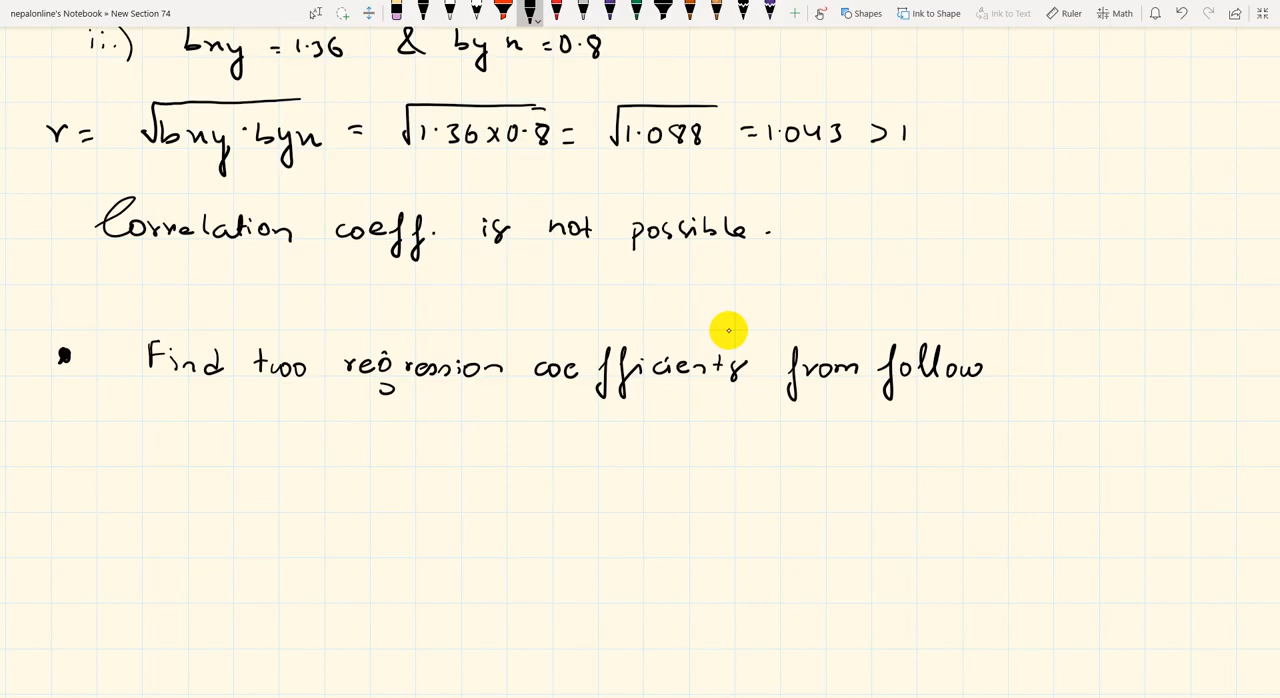 nepalonline's Notebook » New Section 74
Shapes Ink to Shape Ink to Text Ruler Math
ii.) bxy = 1.36 & byx = 0.8
r = √bxy . byx = √1.36 x 0.8 = √1.088 = 1.043 > 1
Correlation coeff. is not possible.
• Find two regression coefficients from follow